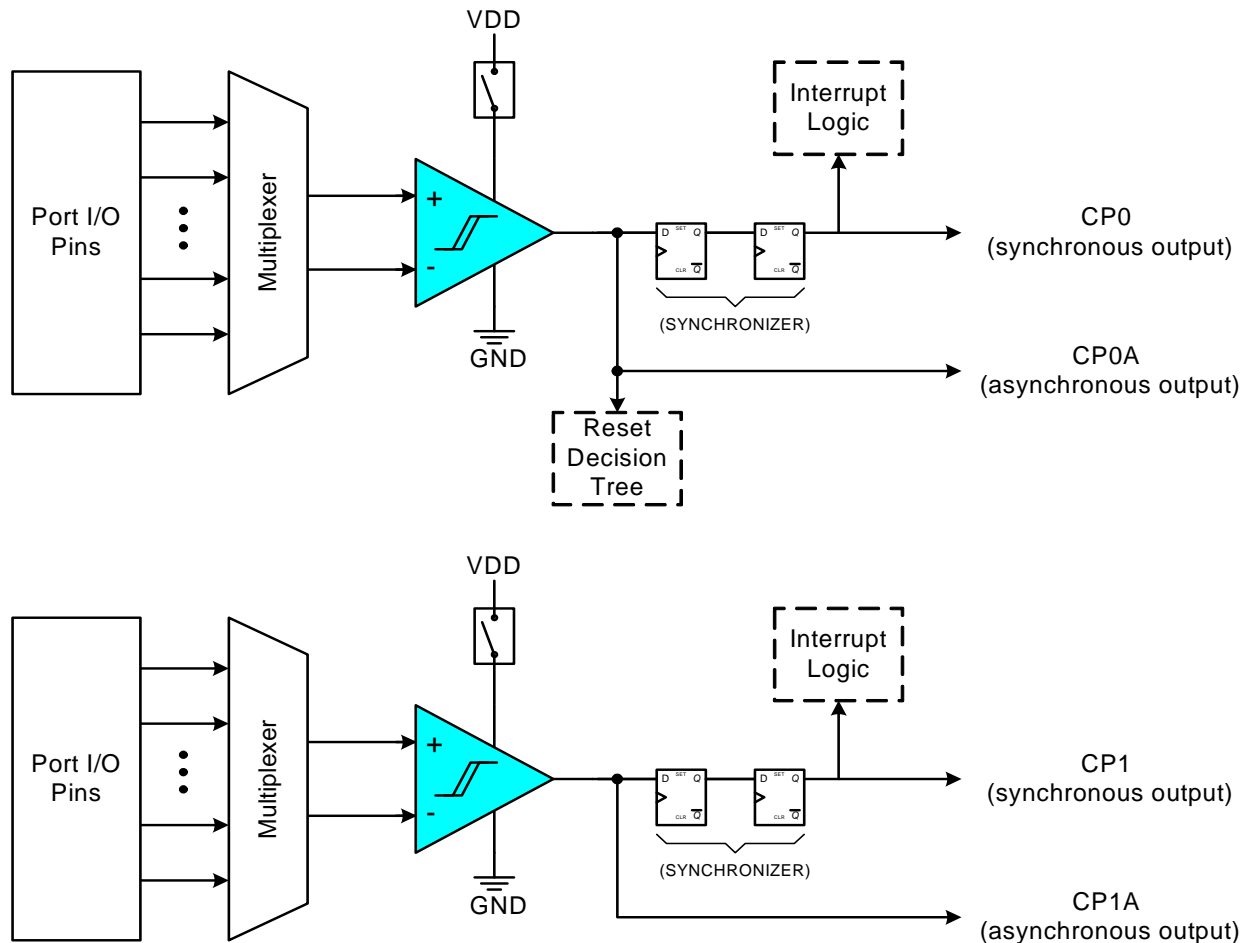 VDD
Port I/O
Pins
Multiplexer
+
-
GND
D SET Q
CLR Q
D SET Q
CLR Q
(SYNCHRONIZER)
Interrupt
Logic
CP0
(synchronous output)
CP0A
(asynchronous output)
Reset
Decision
Tree
VDD
Port I/O
Pins
Multiplexer
+
-
GND
D SET Q
CLR Q
D SET Q
CLR Q
(SYNCHRONIZER)
Interrupt
Logic
CP1
(synchronous output)
CP1A
(asynchronous output)